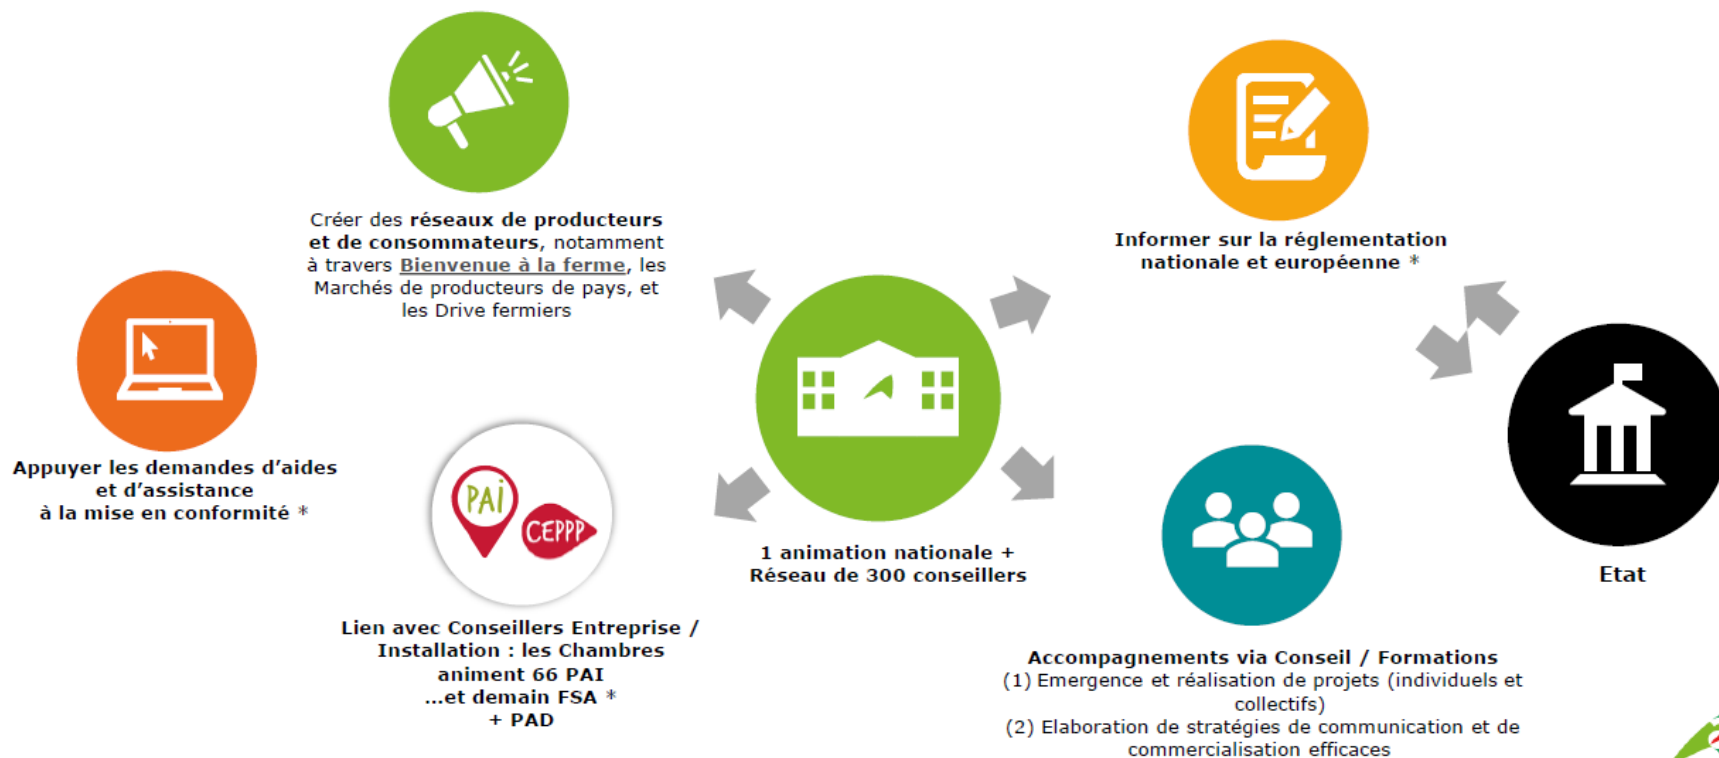 Créer des réseaux de producteurs
et de consommateurs, notamment
à travers Bienvenue à la ferme, les
Marchés de producteurs de pays, et
les Drive fermiers
Informer sur la réglementation
nationale et européenne *
Appuyer les demandes d'aides
et d'assistance
à la mise en conformité *
PAi
CEPPP
Lien avec Conseillers Entreprise /
Installation : les Chambres
animent 66 PAI
...et demain FSA *
+ PAD
1 animation nationale +
Réseau de 300 conseillers
Accompagnements via Conseil / Formations
(1) Emergence et réalisation de projets (individuels et
collectifs)
(2) Elaboration de stratégies de communication et de
commercialisation efficaces
Etat